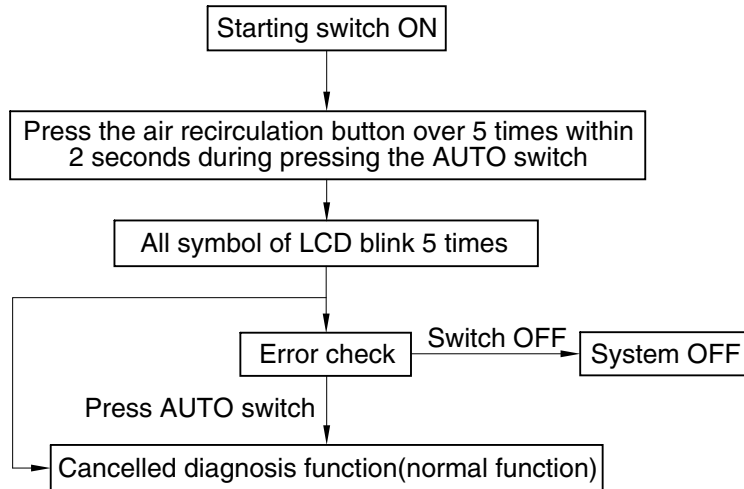 Starting switch ON
Press the air recirculation button over 5 times within
2 seconds during pressing the AUTO switch
All symbol of LCD blink 5 times
Error check
Switch OFF
System OFF
Press AUTO switch
Cancelled diagnosis function(normal function)